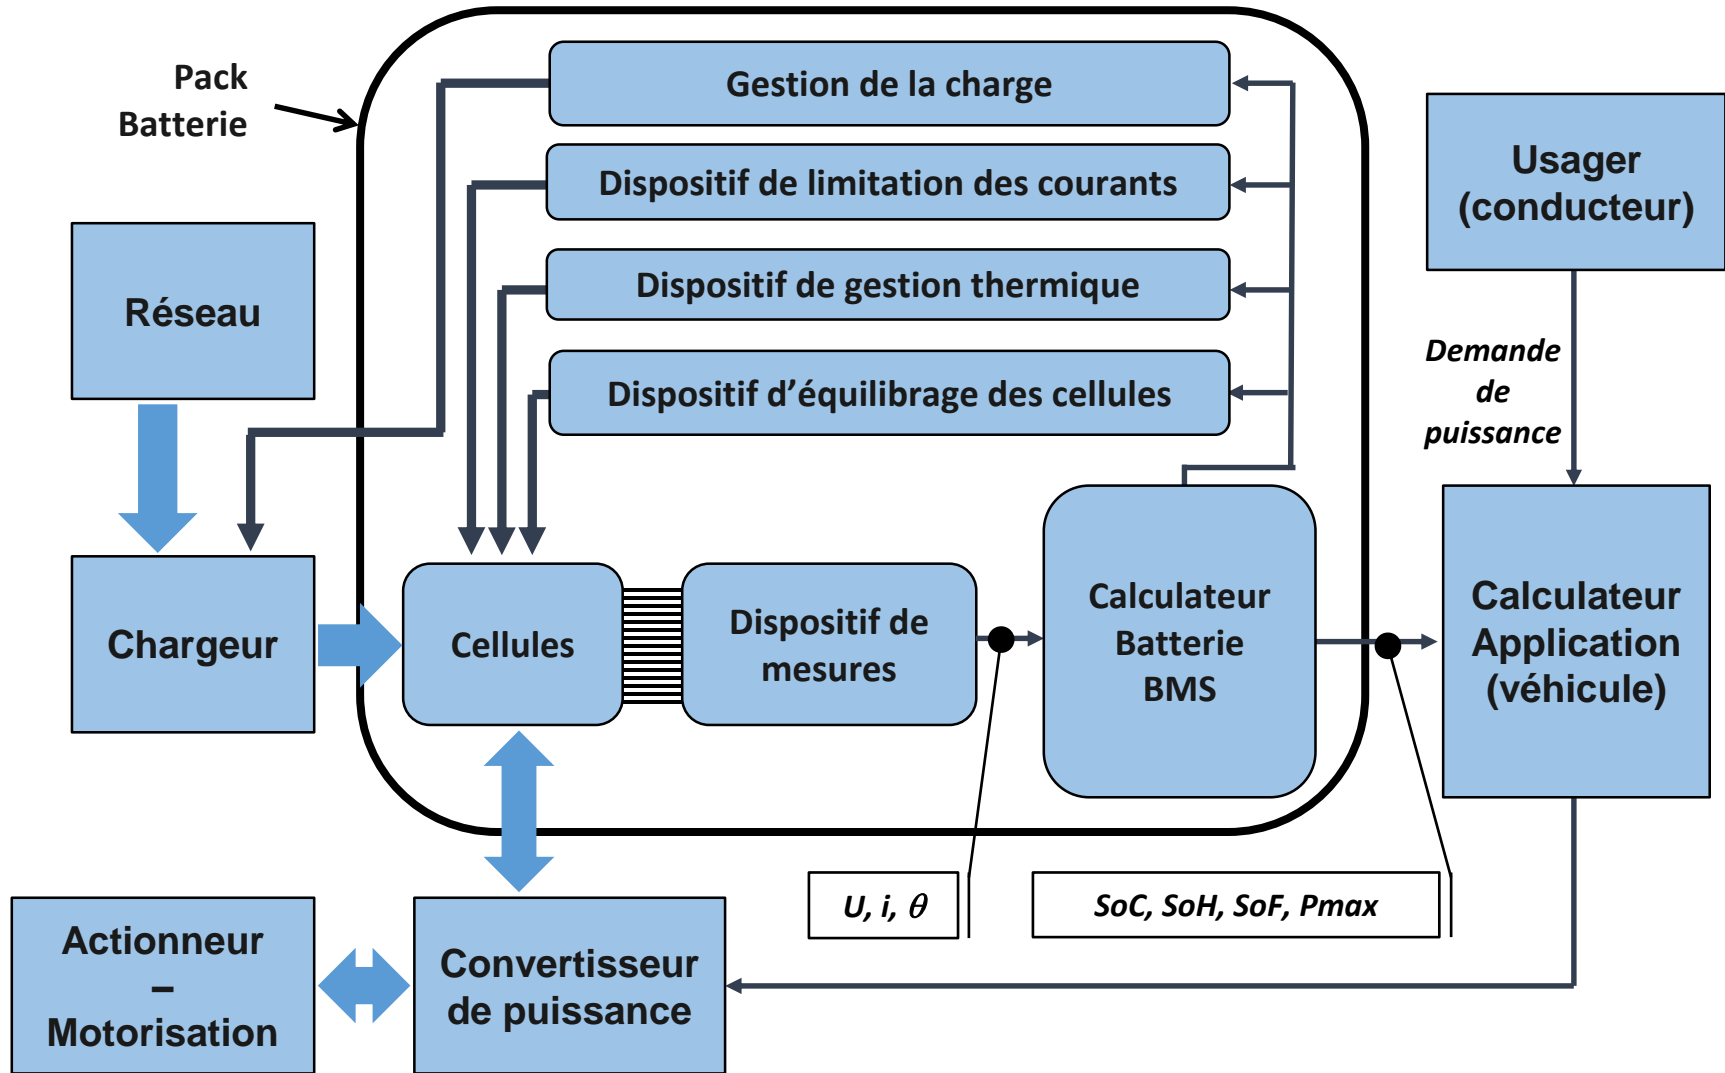 Pack
Batterie
Gestion de la charge
Dispositif de limitation des courants
Dispositif de gestion thermique
Dispositif d’équilibrage des cellules
Usager
(conducteur)
Réseau
Demande
de
puissance
Chargeur
Cellules
Dispositif de
mesures
Calculateur
Batterie
BMS
Calculateur
Application
(véhicule)
U, i, θ
SoC, SoH, SoF, Pmax
Actionneur
–
Motorisation
Convertisseur
de puissance